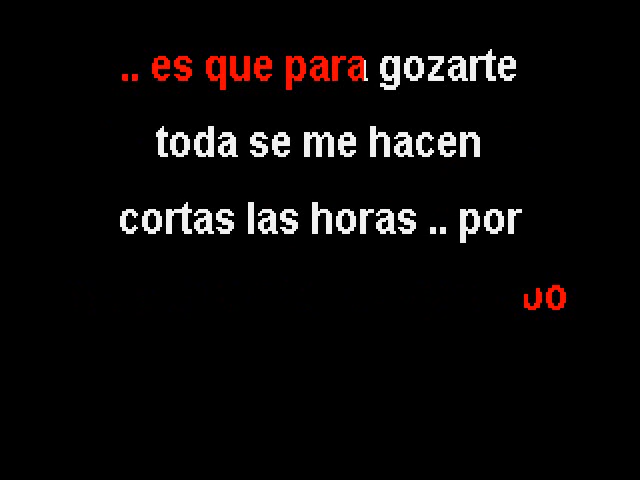 .. es que para gozarte
toda se me hacen
cortas las horas .. por